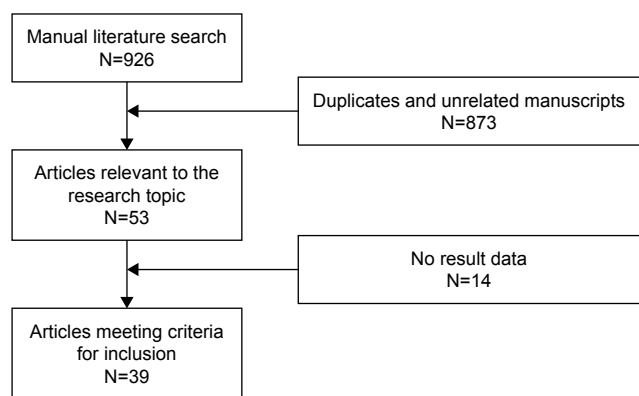 Manual literature search
N=926
Duplicates and unrelated manuscripts
N=873
Articles relevant to the
research topic
N=53
No result data
N=14
Articles meeting criteria
for inclusion
N=39